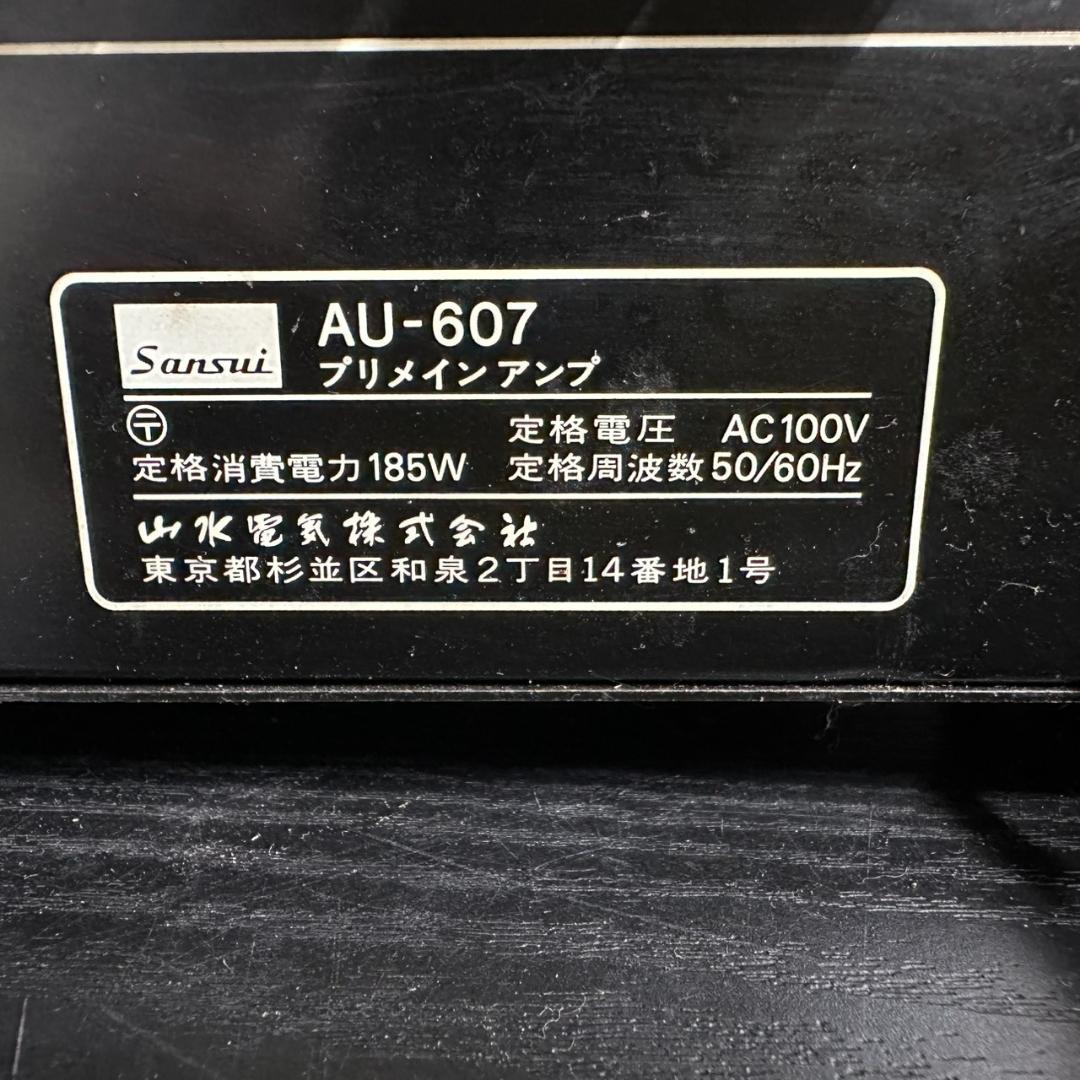 Sansui AU-607
プリメインアンプ
〒 定格電圧 AC100V
定格消費電力185W 定格周波数50/60Hz
山水電気株式会社
東京都杉並区和泉2丁目14番地1号